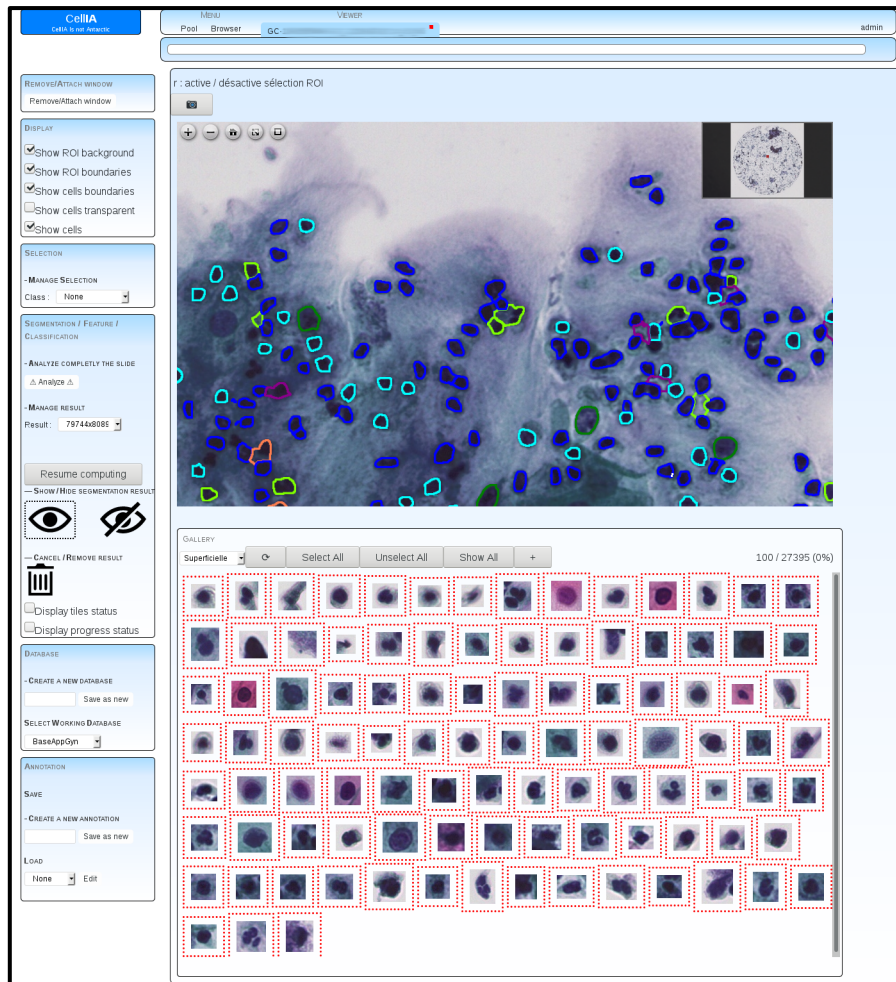 CellIA
CellIA Is not Antarctic
MENU
VIEWER
Pool Browser GC-
admin
REMOVE/ATTACH WINDOW
Remove/Attach window
DISPLAY
Show ROI background
Show ROI boundaries
Show cells boundaries
Show cells transparent
Show cells
SELECTION
- MANAGE SELECTION
Class : None
SEGMENTATION / FEATURE /
CLASSIFICATION
- ANALYZE COMPLETLY THE SLIDE
⚠ Analyze ⚠
- MANAGE RESULT
Result : 79744x8089
Resume computing
— SHOW / HIDE SEGMENTATION RESULT
— CANCEL / REMOVE RESULT
Display tiles status
Display progress status
DATABASE
- CREATE A NEW DATABASE
Save as new
SELECT WORKING DATABASE
BaseAppGyn
ANNOTATION
SAVE
- CREATE A NEW ANNOTATION
Save as new
LOAD
None Edit
r : active / désactive sélection ROI
GALLERY
Superficielle ⟳ Select All Unselect All Show All + 100 / 27395 (0%)